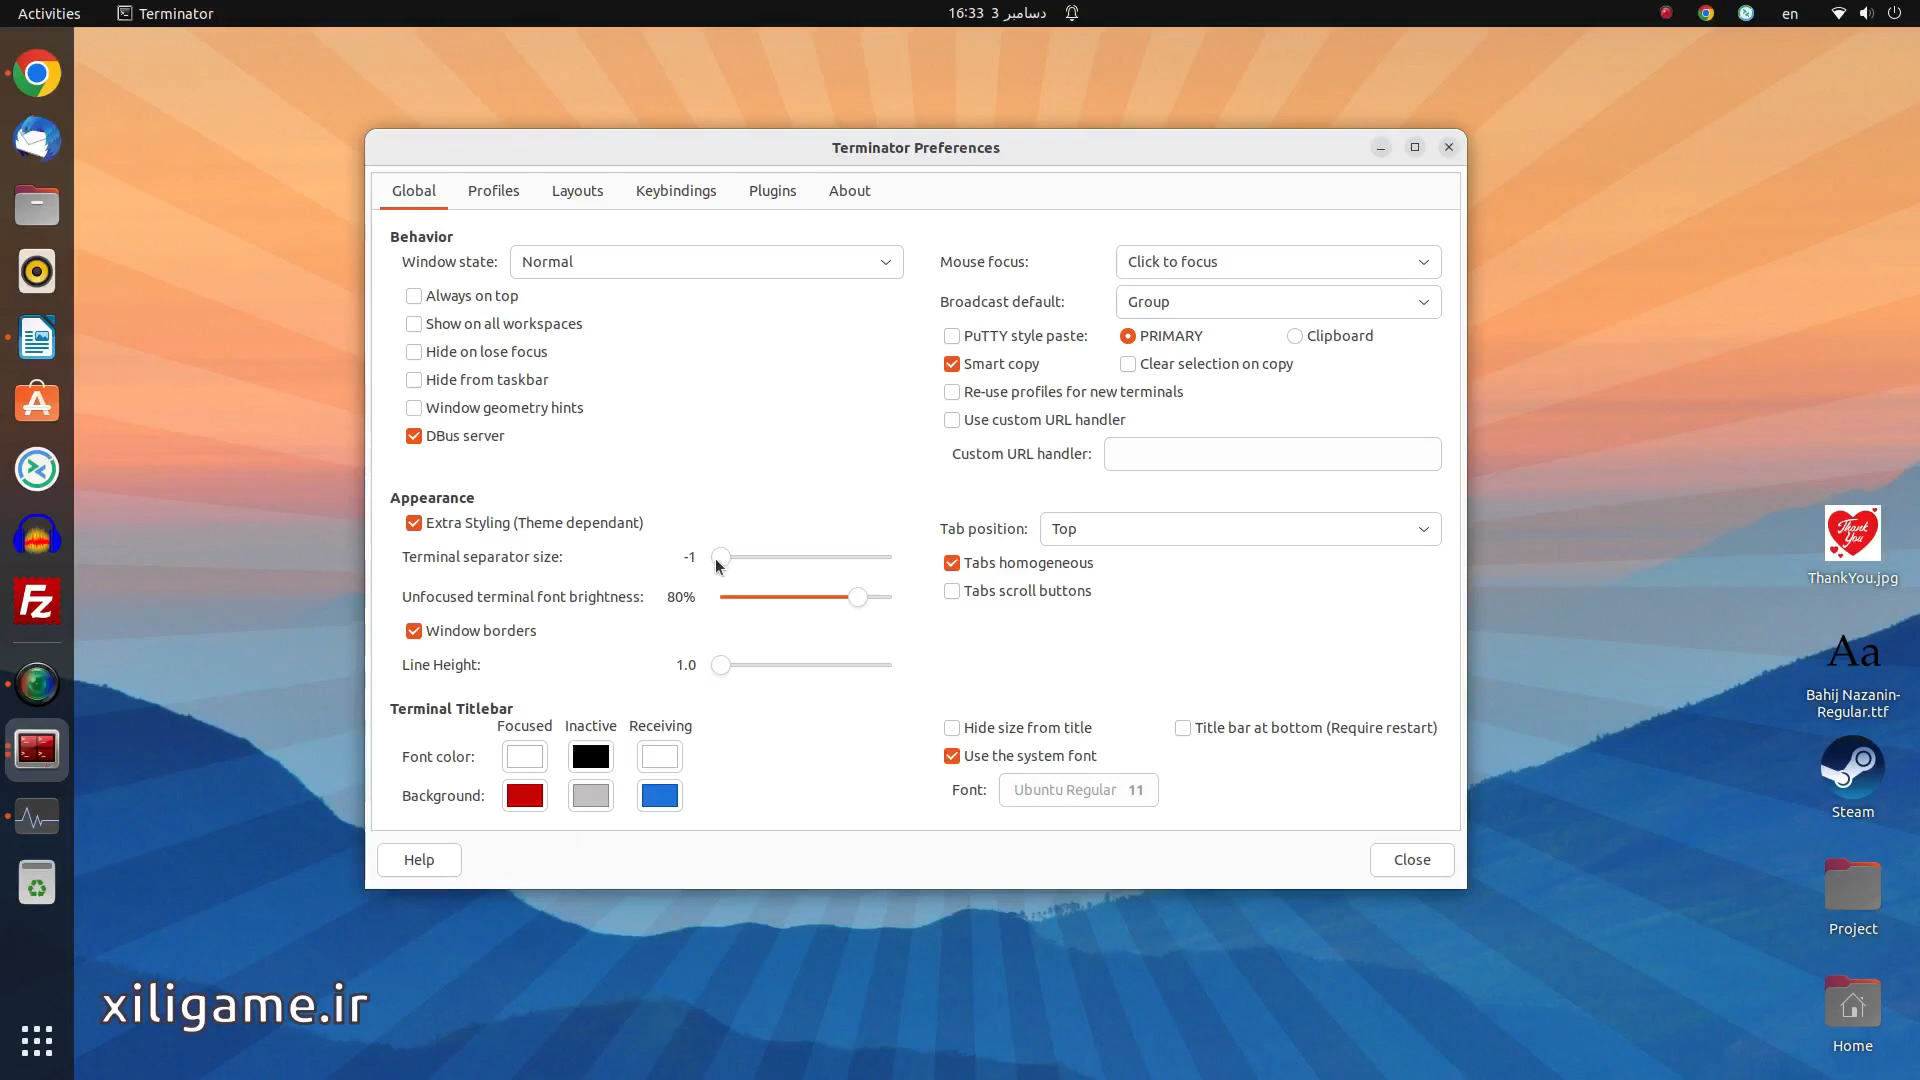 Activities
Terminator
16:33 3 دسامبر
en
Terminator Preferences
Global
Profiles
Layouts
Keybindings
Plugins
About
Behavior
Window state:
Normal
Always on top
Show on all workspaces
Hide on lose focus
Hide from taskbar
Window geometry hints
DBus server
Mouse focus:
Click to focus
Broadcast default:
Group
PuTTY style paste:
PRIMARY
Clipboard
Smart copy
Clear selection on copy
Re-use profiles for new terminals
Use custom URL handler
Custom URL handler:
Appearance
Extra Styling (Theme dependant)
Terminal separator size:
-1
Unfocused terminal font brightness:
80%
Window borders
Line Height:
1.0
Tab position:
Top
Tabs homogeneous
Tabs scroll buttons
Terminal Titlebar
Focused
Inactive
Receiving
Font color:
Background:
Hide size from title
Title bar at bottom (Require restart)
Use the system font
Font:
Ubuntu Regular 11
Help
Close
Thank
You
ThankYou.jpg
Aa
Bahij Nazanin-
Regular.ttf
Steam
Project
Home
Fz
xiligame.ir